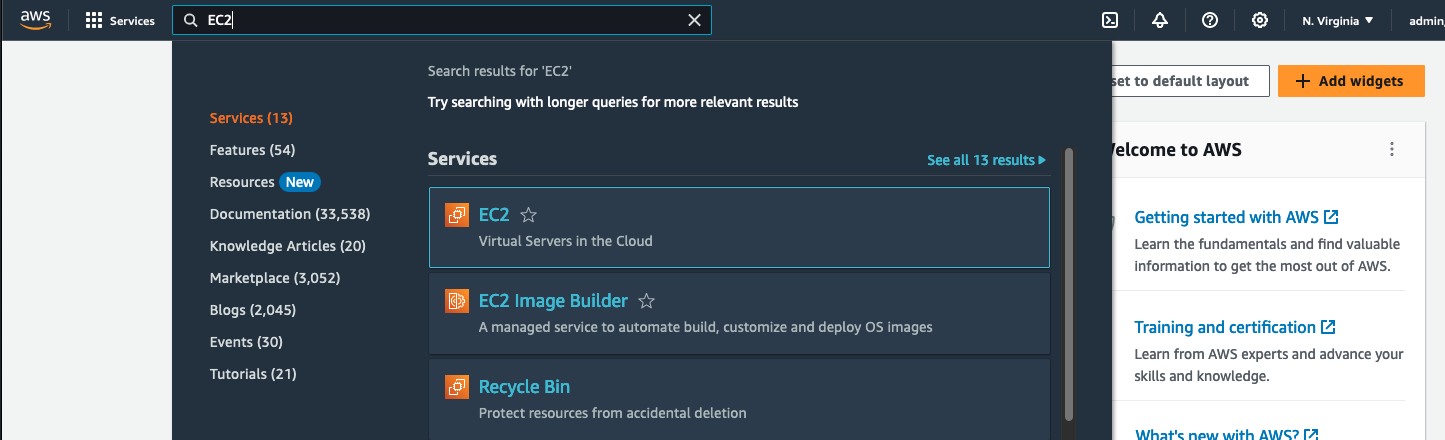 aws
Services
EC2
N. Virginia
admin
Search results for 'EC2'
Try searching with longer queries for more relevant results
Services (13)
Features (54)
Resources New
Documentation (33,538)
Knowledge Articles (20)
Marketplace (3,052)
Blogs (2,045)
Events (30)
Tutorials (21)
Services
See all 13 results
EC2
Virtual Servers in the Cloud
EC2 Image Builder
A managed service to automate build, customize and deploy OS images
Recycle Bin
Protect resources from accidental deletion
set to default layout
+ Add widgets
elcome to AWS
Getting started with AWS
Learn the fundamentals and find valuable
information to get the most out of AWS.
Training and certification
Learn from AWS experts and advance your
skills and knowledge.
What's new with AWS?